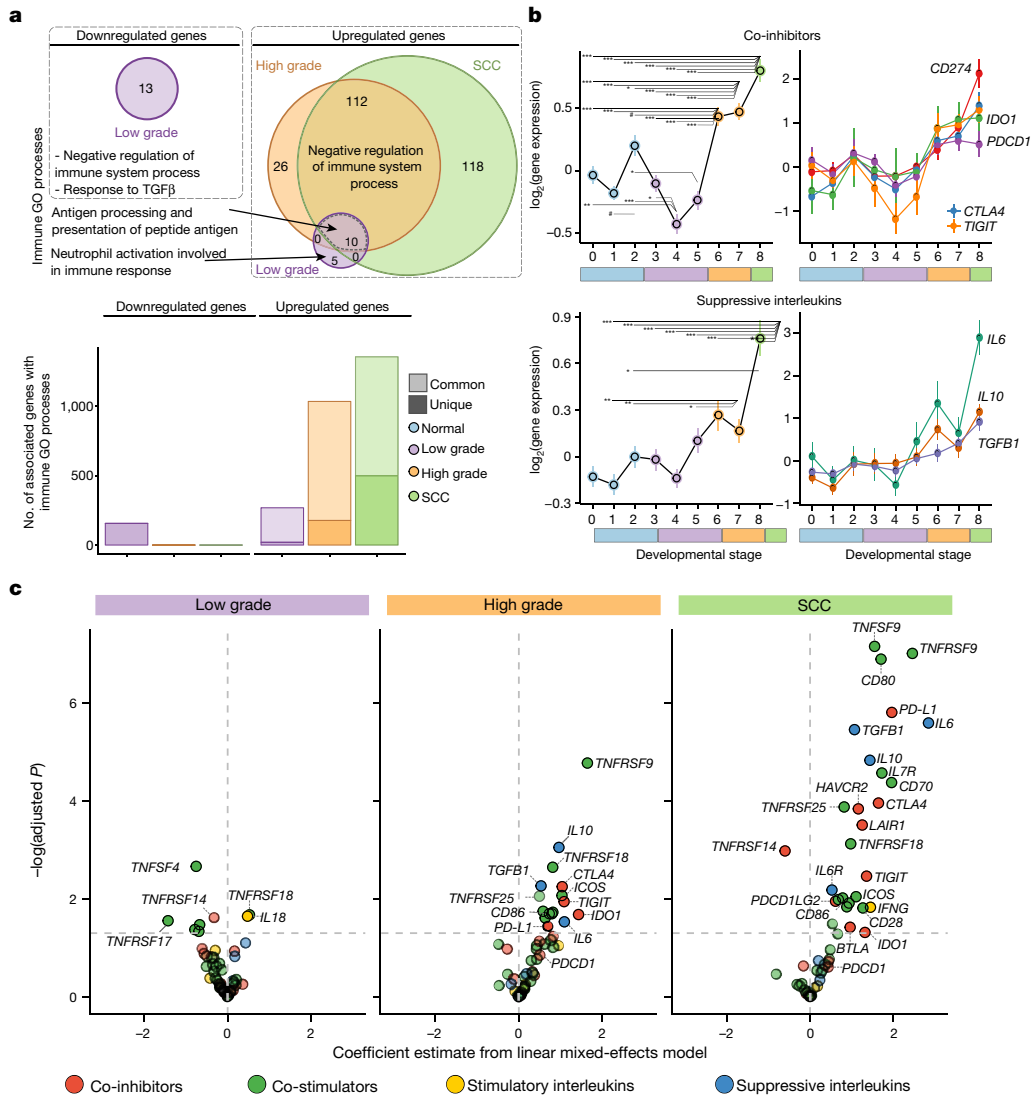 a
Downregulated genes
Upregulated genes
High grade
SCC
13
Low grade
112
26
118
Negative regulation
of immune system
process
- Negative regulation of
immune system process
- Response to TGFβ
Antigen processing and
presentation of peptide antigen
Neutrophil activation involved
in immune response
0
10
5
0
Low grade
Immune GO processes
Downregulated genes
Upregulated genes
No. of associated genes with
immune GO processes
1,000
500
0
Common
Unique
Normal
Low grade
High grade
SCC
b
Co-inhibitors
log2(gene expression)
0.5
0
−0.5
0 1 2 3 4 5 6 7 8
***
***
***
***
***
***
***
***
*
***
***
***
***
***
#
***
***
***
*
**
***
*
#
2
1
0
−1
CD274
IDO1
PDCD1
CTLA4
TIGIT
0 1 2 3 4 5 6 7 8
Suppressive interleukins
log2(gene expression)
0.9
0.6
0.3
0
−0.3
***
***
***
***
***
***
*
**
**
*
0 1 2 3 4 5 6 7 8
Developmental stage
3
2
1
0
−1
IL6
IL10
TGFB1
0 1 2 3 4 5 6 7 8
Developmental stage
c
Low grade
High grade
SCC
−log(adjusted P)
6
4
2
0
TNFSF4
TNFRSF14
TNFRSF18
IL18
TNFRSF17
−2 0 2
TNFRSF9
IL10
TNFRSF18
TGFB1
CTLA4
ICOS
TNFRSF25
TIGIT
CD86
IDO1
PD-L1
IL6
PDCD1
−2 0 2
TNFSF9
TNFRSF9
CD80
PD-L1
IL6
TGFB1
IL10
IL7R
CD70
HAVCR2
CTLA4
TNFRSF25
LAIR1
TNFRSF14
TNFRSF18
IL6R
TIGIT
PDCD1LG2
ICOS
IFNG
CD86
CD28
BTLA
IDO1
PDCD1
−2 0 2
Coefficient estimate from linear mixed-effects model
Co-inhibitors
Co-stimulators
Stimulatory interleukins
Suppressive interleukins